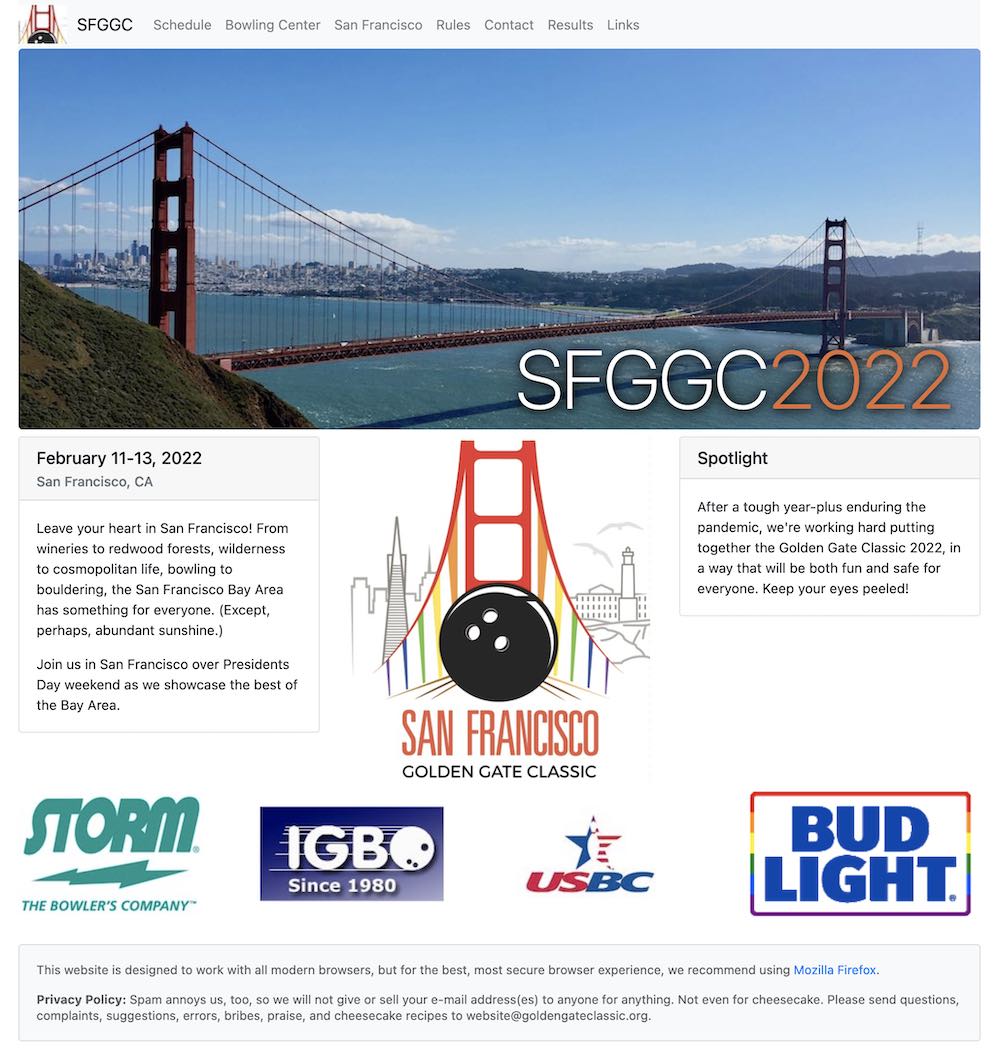 SFGGC Schedule Bowling Center San Francisco Rules Contact Results Links
SFGGC2022
February 11-13, 2022
San Francisco, CA
Leave your heart in San Francisco! From
wineries to redwood forests, wilderness
to cosmopolitan life, bowling to
bouldering, the San Francisco Bay Area
has something for everyone. (Except,
perhaps, abundant sunshine.)
Join us in San Francisco over Presidents
Day weekend as we showcase the best of
the Bay Area.
SAN FRANCISCO
GOLDEN GATE CLASSIC
Spotlight
After a tough year-plus enduring the
pandemic, we're working hard putting
together the Golden Gate Classic 2022, in
a way that will be both fun and safe for
everyone. Keep your eyes peeled!
STORM®
THE BOWLER'S COMPANY™
IGBO
Since 1980
USBC
BUD
LIGHT®
This website is designed to work with all modern browsers, but for the best, most secure browser experience, we recommend using Mozilla Firefox.
Privacy Policy: Spam annoys us, too, so we will not give or sell your e-mail address(es) to anyone for anything. Not even for cheesecake. Please send questions,
complaints, suggestions, errors, bribes, praise, and cheesecake recipes to website@goldengateclassic.org.